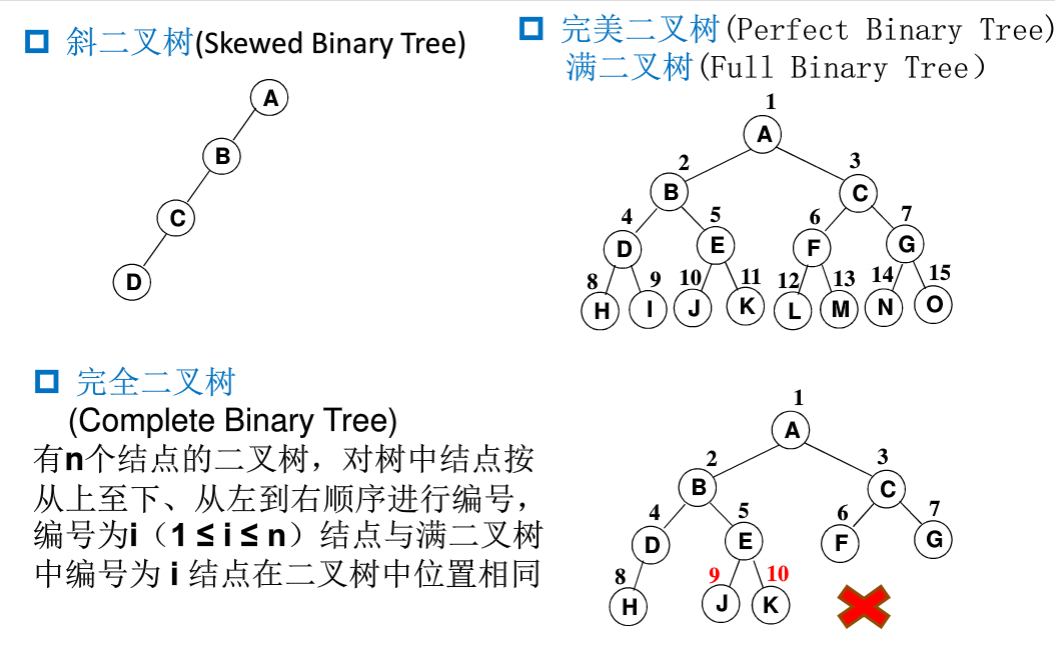 斜二叉树(Skewed Binary Tree)
A
B
C
D
完美二叉树(Perfect Binary Tree)
满二叉树(Full Binary Tree)
1
A
2 3
B C
4 5 6 7
D E F G
8 9 10 11 12 13 14 15
H I J K L M N O
完全二叉树
(Complete Binary Tree)
有n个结点的二叉树，对树中结点按
从上至下、从左到右顺序进行编号，
编号为i（1 ≤ i ≤ n）结点与满二叉树
中编号为 i 结点在二叉树中位置相同
1
A
2 3
B C
4 5 6 7
D E F G
8 9 10
H J K